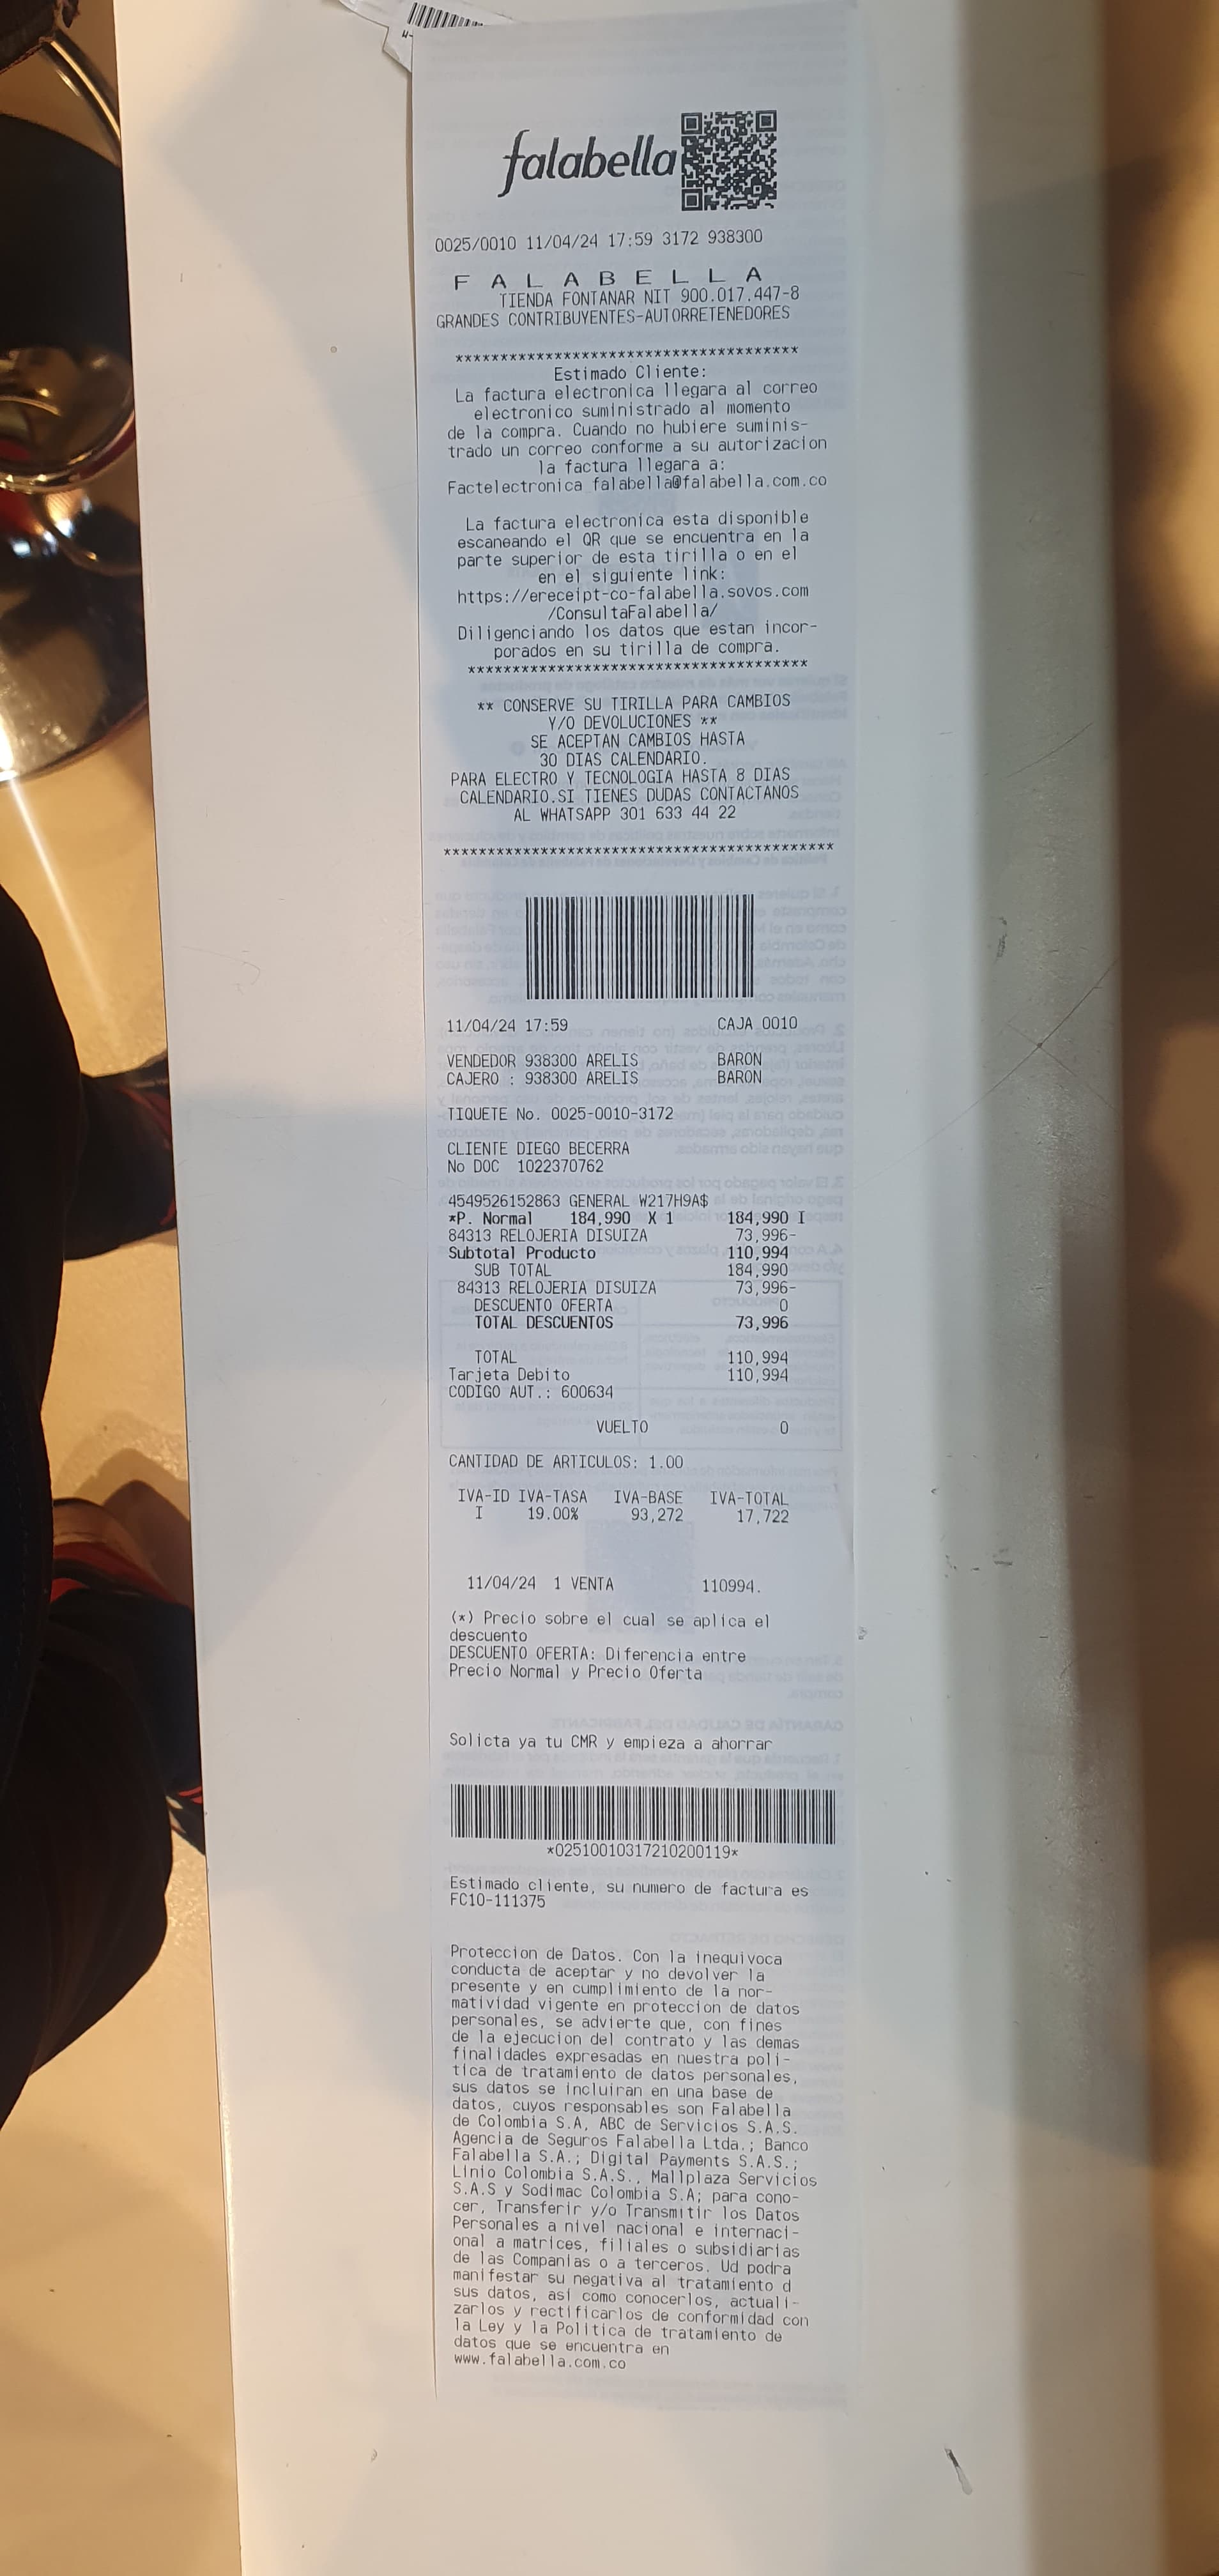 falabella
0025/0010 11/04/24 17:59 3172 938300
F A L A B E L L A
TIENDA FONTANAR NIT 900.017.447-8
GRANDES CONTRIBUYENTES-AUTORRETENEDORES
**************************************
Estimado Cliente:
La factura electronica llegara al correo
electronico suministrado al momento
de la compra. Cuando no hubiere suminis-
trado un correo conforme a su autorizacion
la factura llegara a:
Factelectronica_falabella@falabella.com.co
La factura electronica esta disponible
escaneando el QR que se encuentra en la
parte superior de esta tirilla o en el
en el siguiente link:
https://ereceipt-co-falabella.sovos.com
/ConsultaFalabella/
Diligenciando los datos que estan incor-
porados en su tirilla de compra.
**************************************
** CONSERVE SU TIRILLA PARA CAMBIOS
Y/O DEVOLUCIONES **
SE ACEPTAN CAMBIOS HASTA
30 DIAS CALENDARIO.
PARA ELECTRO Y TECNOLOGIA HASTA 8 DIAS
CALENDARIO.SI TIENES DUDAS CONTACTANOS
AL WHATSAPP 301 633 44 22
*******************************************
11/04/24 17:59 CAJA 0010
VENDEDOR 938300 ARELIS BARON
CAJERO : 938300 ARELIS BARON
TIQUETE No. 0025-0010-3172
CLIENTE DIEGO BECERRA
No DOC 1022370762
4549526152863 GENERAL W217H9A$
*P. Normal 184,990 X 1 184,990 I
84313 RELOJERIA DISUIZA 73,996-
Subtotal Producto 110,994
SUB TOTAL 184,990
84313 RELOJERIA DISUIZA 73,996-
DESCUENTO OFERTA 0
TOTAL DESCUENTOS 73,996
TOTAL 110,994
Tarjeta Debito 110,994
CODIGO AUT.: 600634
VUELTO 0
CANTIDAD DE ARTICULOS: 1.00
IVA-ID IVA-TASA IVA-BASE IVA-TOTAL
I 19.00% 93,272 17,722
11/04/24 1 VENTA 110994.
(*) Precio sobre el cual se aplica el
descuento
DESCUENTO OFERTA: Diferencia entre
Precio Normal y Precio Oferta
Solicta ya tu CMR y empieza a ahorrar
*02510010317210200119*
Estimado cliente, su numero de factura es
FC10-111375
Proteccion de Datos. Con la inequivoca
conducta de aceptar y no devolver la
presente y en cumplimiento de la nor-
matividad vigente en proteccion de datos
personales, se advierte que, con fines
de la ejecucion del contrato y las demas
finalidades expresadas en nuestra poli-
tica de tratamiento de datos personales,
sus datos se incluiran en una base de
datos, cuyos responsables son Falabella
de Colombia S.A, ABC de Servicios S.A.S.
Agencia de Seguros Falabella Ltda.; Banco
Falabella S.A.; Digital Payments S.A.S.;
Linio Colombia S.A.S., Mallplaza Servicios
S.A.S y Sodimac Colombia S.A; para cono-
cer, Transferir y/o Transmitir los Datos
Personales a nivel nacional e internaci-
onal a matrices, filiales o subsidiarias
de las Companias o a terceros. Ud podra
manifestar su negativa al tratamiento d
sus datos, asi como conocerlos, actuali-
zarlos y rectificarlos de conformidad con
la Ley y la Politica de tratamiento de
datos que se encuentra en
www.falabella.com.co